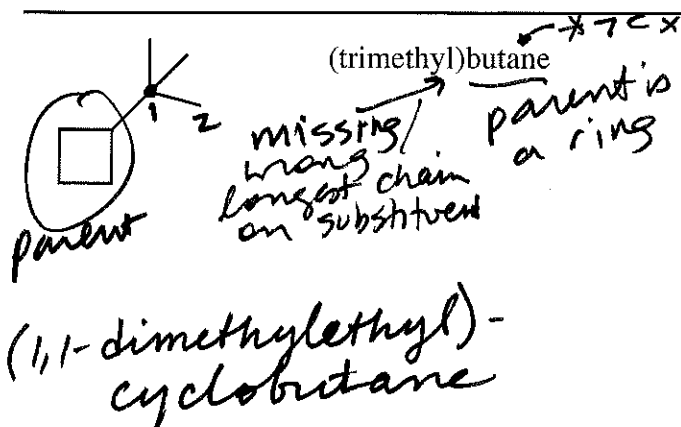 (trimethyl)butane
1
2
missing/
wrong
longest chain
on substituent
parent is
a ring
parent
(1,1-dimethylethyl)-
cyclobutane